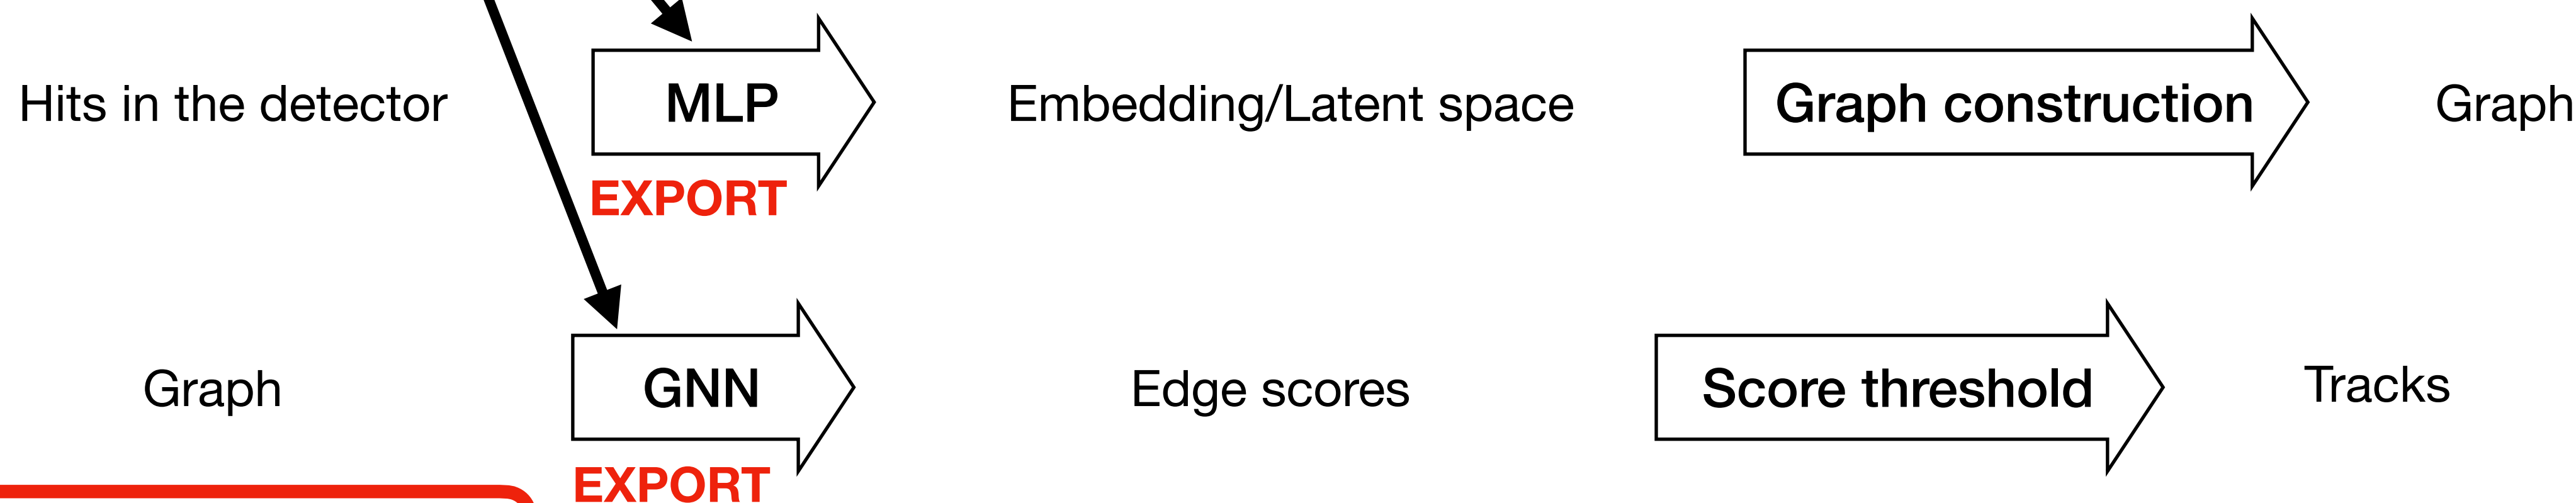 Hits in the detector MLP Embedding/Latent space Graph construction Graph
EXPORT
Graph GNN Edge scores Score threshold Tracks
EXPORT